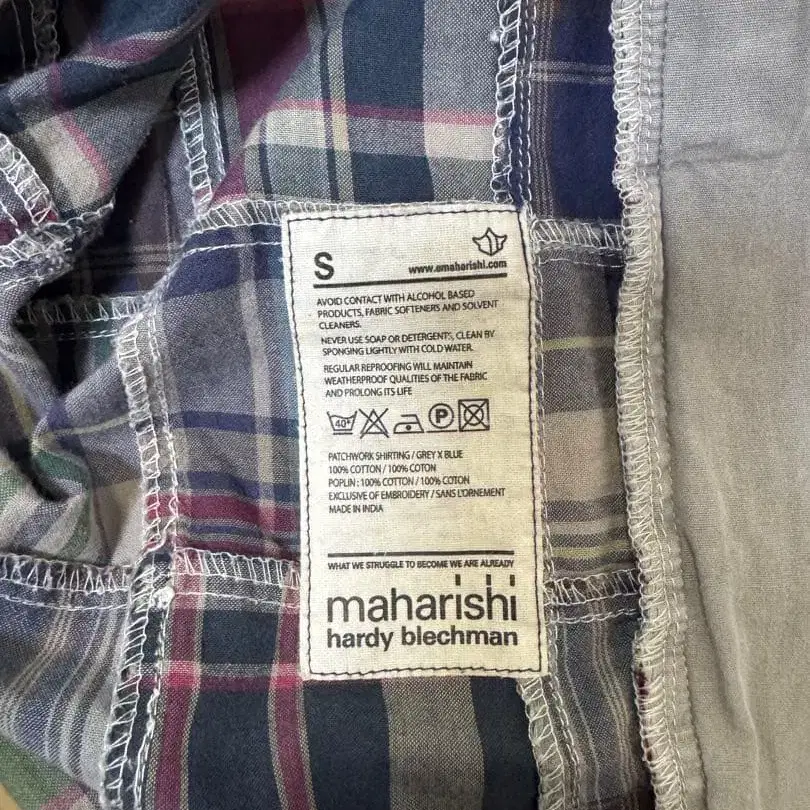 S
www.emaharishi.com
AVOID CONTACT WITH ALCOHOL BASED
PRODUCTS, FABRIC SOFTENERS AND SOLVENT
CLEANERS.
NEVER USE SOAP OR DETERGENTS, CLEAN BY
SPONGING LIGHTLY WITH COLD WATER.
REGULAR REPROOFING WILL MAINTAIN
WEATHERPROOF QUALITIES OF THE FABRIC
AND PROLONG ITS LIFE
40° P
PATCHWORK SHIRTING / GREY X BLUE
100% COTTON / 100% COTON
POPLIN : 100% COTTON / 100% COTON
EXCLUSIVE OF EMBROIDERY / SANS L'ORNEMENT
MADE IN INDIA
WHAT WE STRUGGLE TO BECOME WE ARE ALREADY
maharishi
hardy blechman